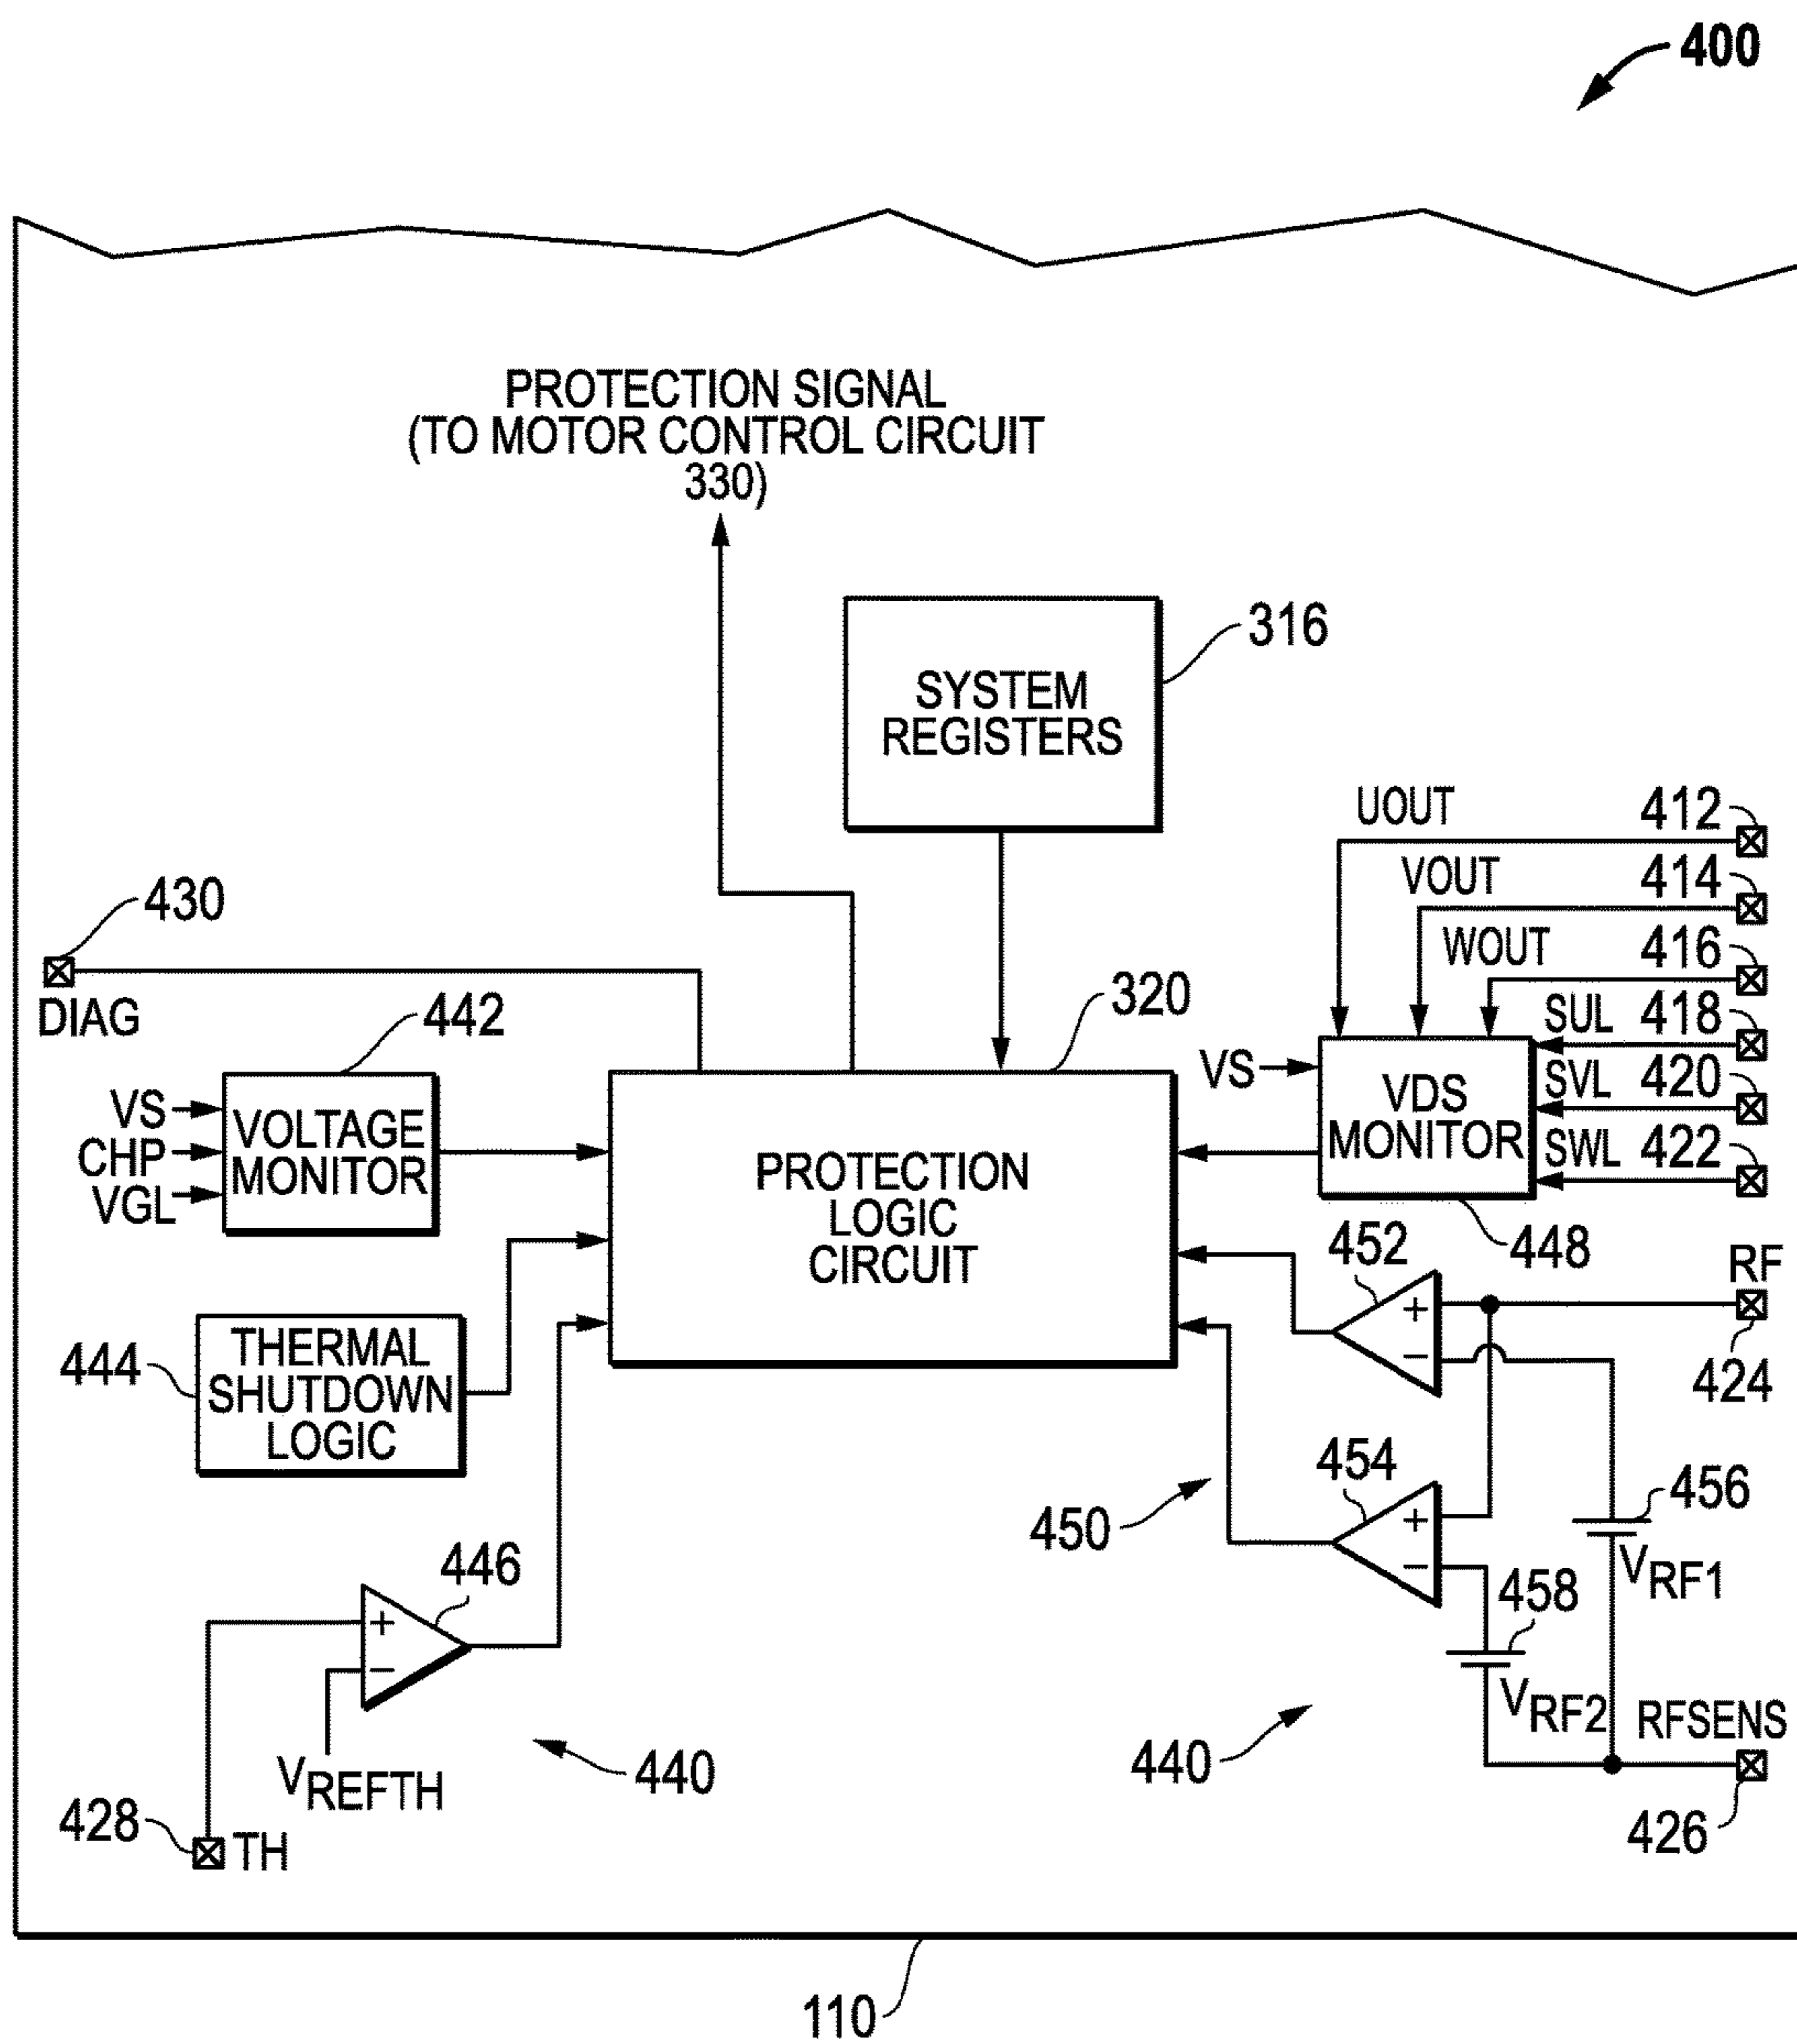 400
PROTECTION SIGNAL
(TO MOTOR CONTROL CIRCUIT
330)
316
SYSTEM
REGISTERS
UOUT
412
VOUT
414
WOUT
416
430
DIAG
442
320
SUL
418
VS
VS
VOLTAGE
MONITOR
CHP
VGL
VDS
MONITOR
SVL
420
SWL
422
PROTECTION
LOGIC
CIRCUIT
452
448
RF
+
−
424
THERMAL
SHUTDOWN
LOGIC
444
454
+
−
450
456
VRF1
446
+
−
458
VRF2
RFSENS
VREFTH
440
440
428
TH
426
110